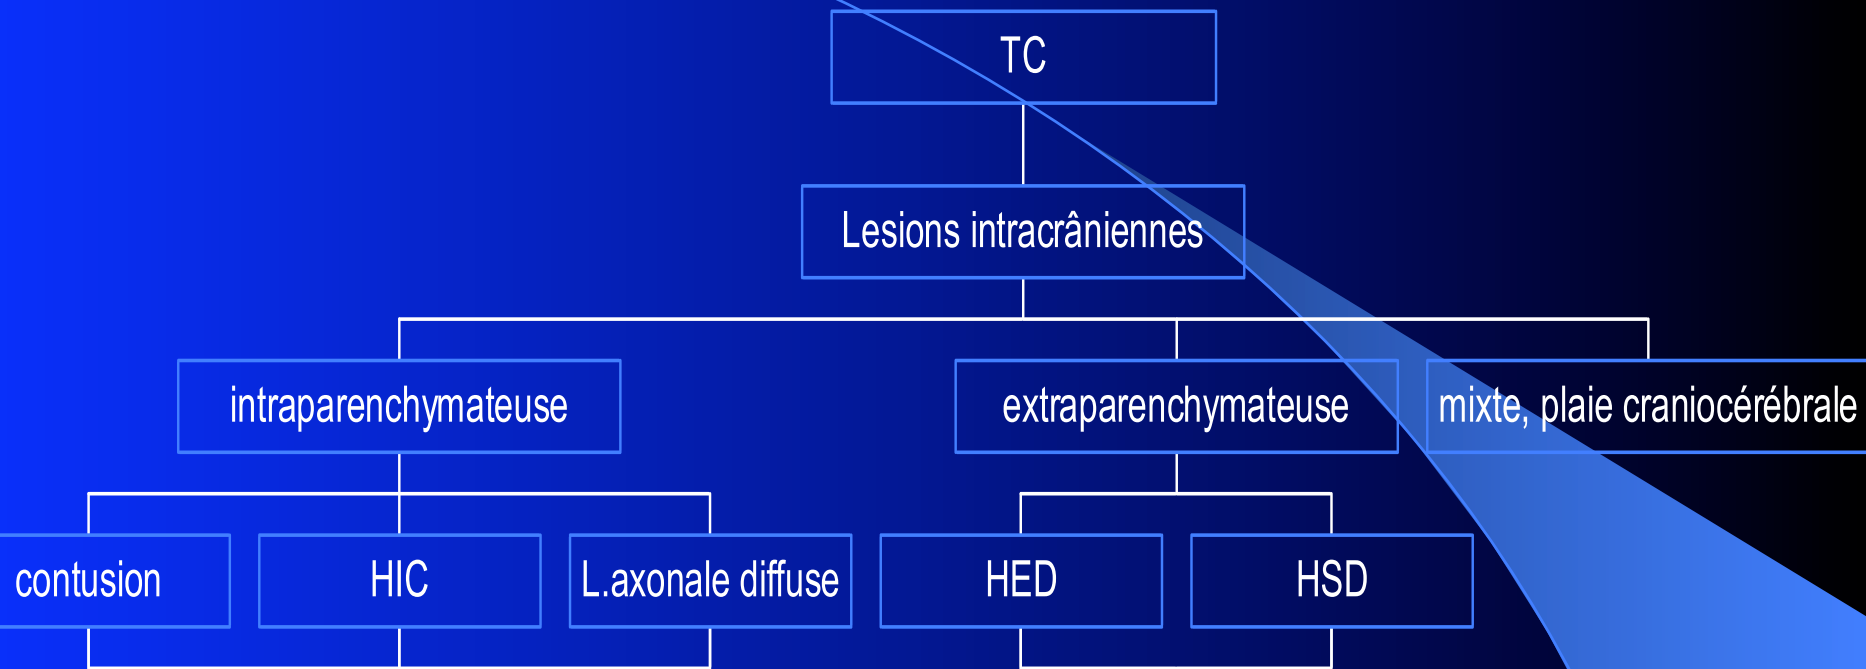 TC
Lesions intracrâniennes
intraparenchymateuse
extraparenchymateuse
mixte, plaie craniocérébrale
contusion
HIC
L.axonale diffuse
HED
HSD